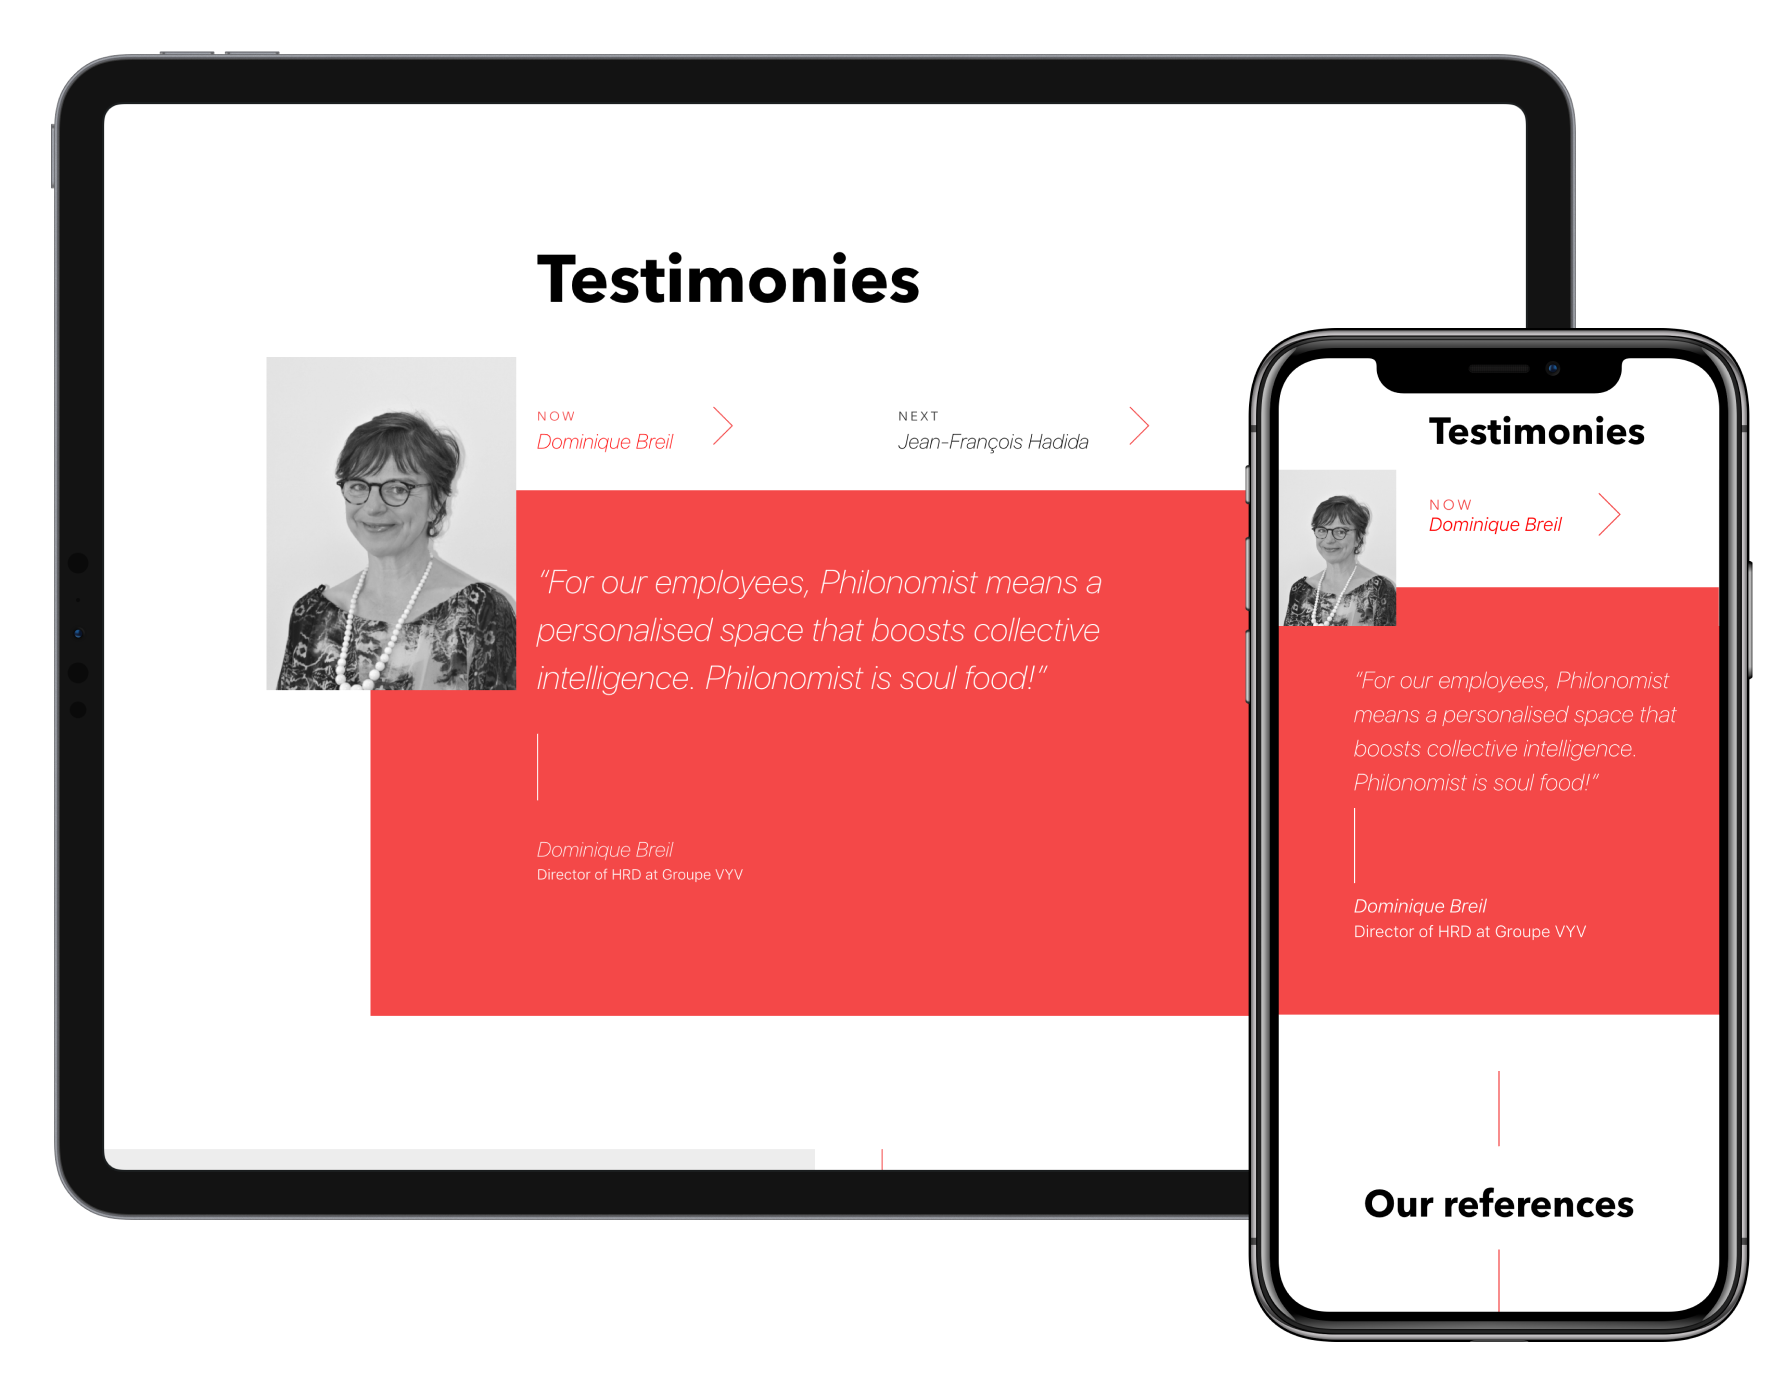 Testimonies
NOW
Dominique Breil
NEXT
Jean-François Hadida
“For our employees, Philonomist means a
personalised space that boosts collective
intelligence. Philonomist is soul food!”
Dominique Breil
Director of HRD at Groupe VYV
Testimonies
NOW
Dominique Breil
“For our employees, Philonomist
means a personalised space that
boosts collective intelligence.
Philonomist is soul food!”
Dominique Breil
Director of HRD at Groupe VYV
Our references